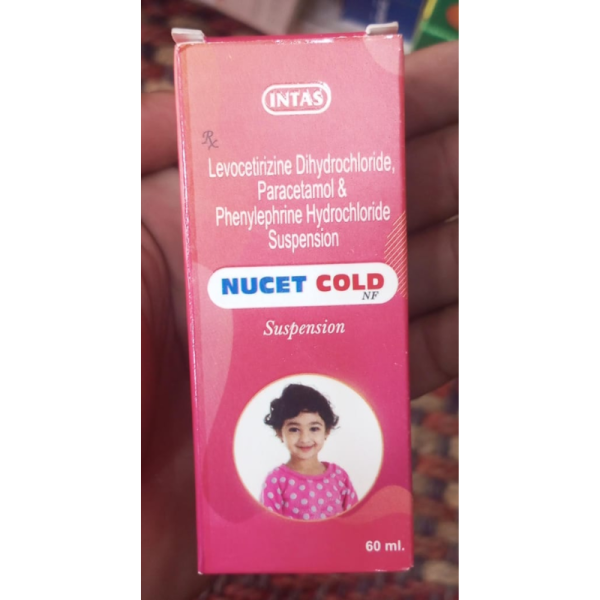 INTAS
Rx
Levocetirizine Dihydrochloride,
Paracetamol &
Phenylephrine Hydrochloride
Suspension
NUCET COLD
NF
Suspension
60 ml.